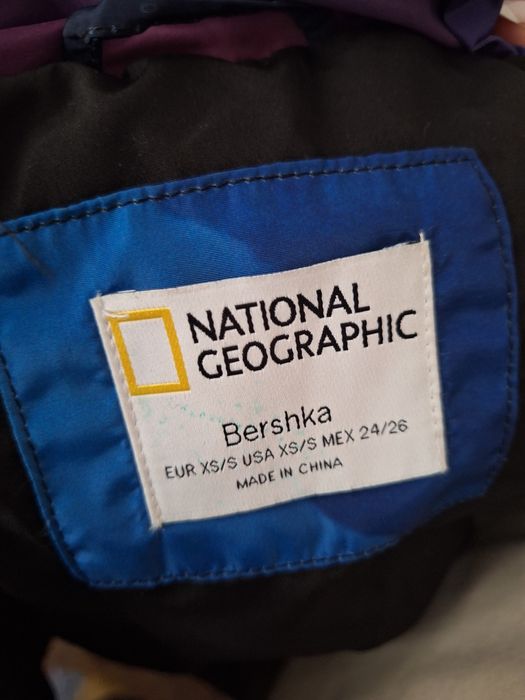 NATIONAL
GEOGRAPHIC
Bershka
EUR XS/S USA XS/S MEX 24/26
MADE IN CHINA